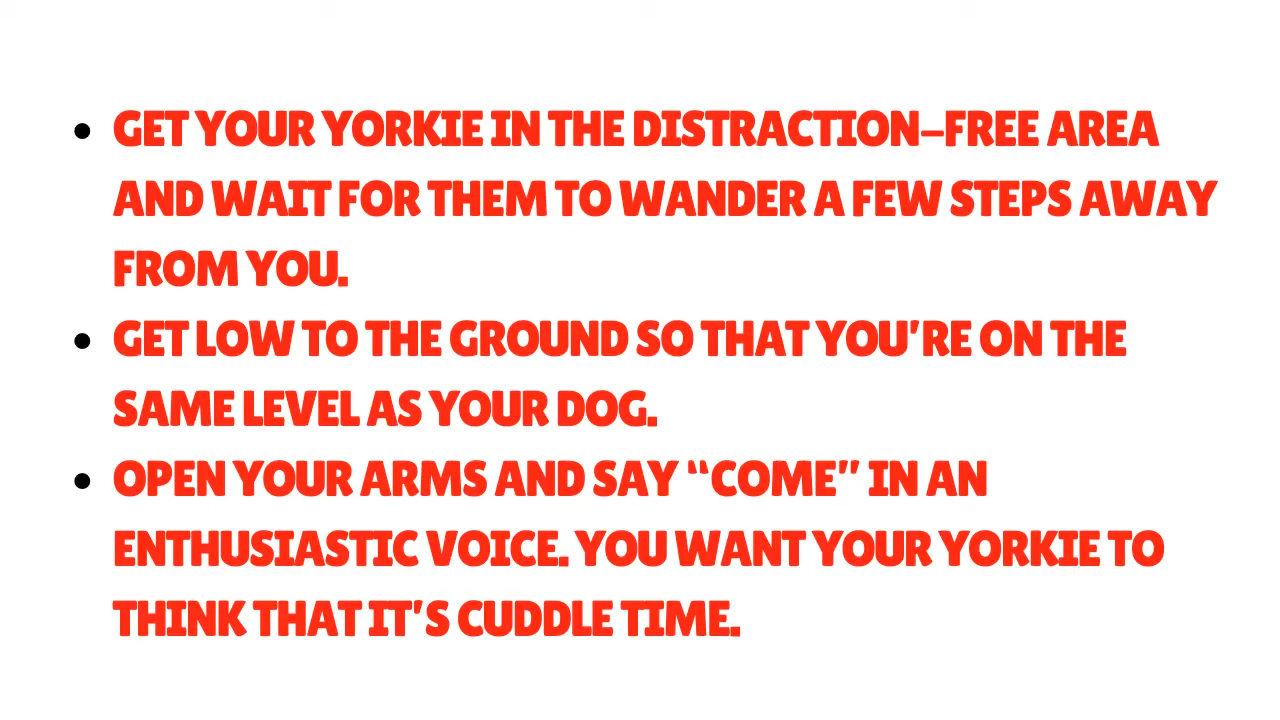 GET YOUR YORKIE IN THE DISTRACTION-FREE AREA
AND WAIT FOR THEM TO WANDER A FEW STEPS AWAY
FROM YOU.
GET LOW TO THE GROUND SO THAT YOU'RE ON THE
SAME LEVEL AS YOUR DOG.
OPEN YOUR ARMS AND SAY “COME” IN AN
ENTHUSIASTIC VOICE. YOU WANT YOUR YORKIE TO
THINK THAT IT'S CUDDLE TIME.